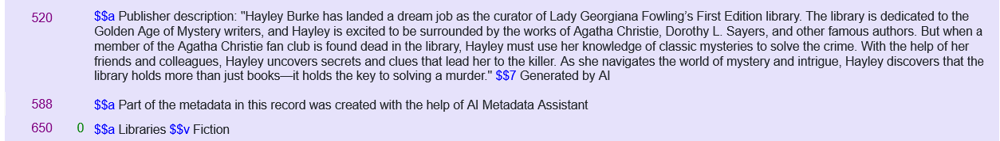 520 $$a Publisher description: "Hayley Burke has landed a dream job as the curator of Lady Georgiana Fowling’s First Edition library. The library is dedicated to the
Golden Age of Mystery writers, and Hayley is excited to be surrounded by the works of Agatha Christie, Dorothy L. Sayers, and other famous authors. But when a
member of the Agatha Christie fan club is found dead in the library, Hayley must use her knowledge of classic mysteries to solve the crime. With the help of her
friends and colleagues, Hayley uncovers secrets and clues that lead her to the killer. As she navigates the world of mystery and intrigue, Hayley discovers that the
library holds more than just books—it holds the key to solving a murder." $$7 Generated by AI
588 $$a Part of the metadata in this record was created with the help of AI Metadata Assistant
650 0 $$a Libraries $$v Fiction